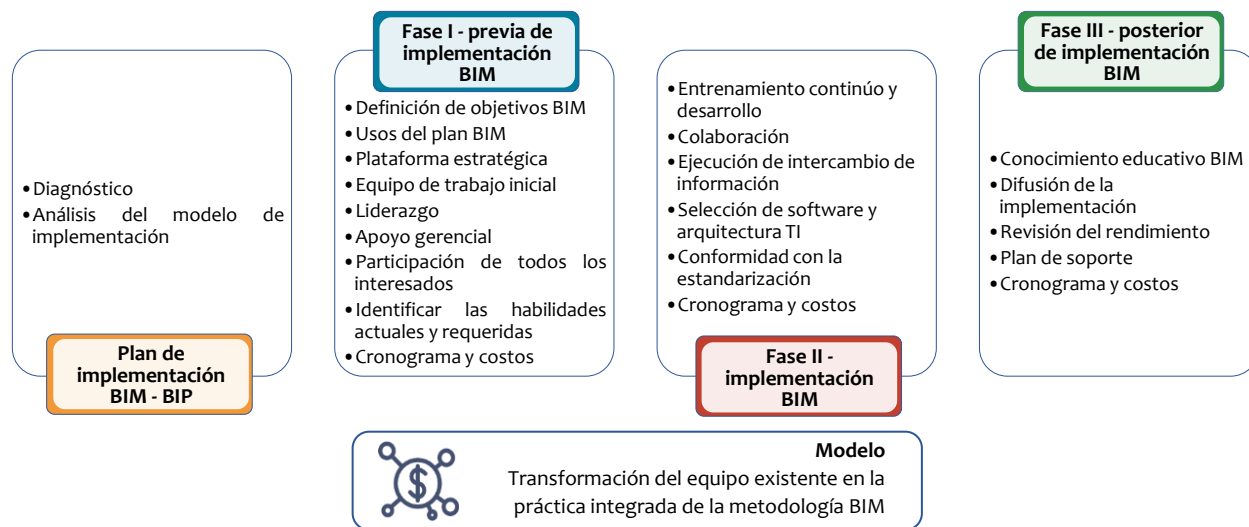 • Diagnóstico
• Análisis del modelo de
implementación
Plan de
implementación
BIM - BIP
Fase I - previa de
implementación
BIM
• Definición de objetivos BIM
• Usos del plan BIM
• Plataforma estratégica
• Equipo de trabajo inicial
• Liderazgo
• Apoyo gerencial
• Participación de todos los
interesados
• Identificar las habilidades
actuales y requeridas
• Cronograma y costos
• Entrenamiento continúo y
desarrollo
• Colaboración
• Ejecución de intercambio de
información
• Selección de software y
arquitectura TI
• Conformidad con la
estandarización
• Cronograma y costos
Fase II -
implementación
BIM
Fase III - posterior
de implementación
BIM
• Conocimiento educativo BIM
• Difusión de la
implementación
• Revisión del rendimiento
• Plan de soporte
• Cronograma y costos
$
Modelo
Transformación del equipo existente en la
práctica integrada de la metodología BIM